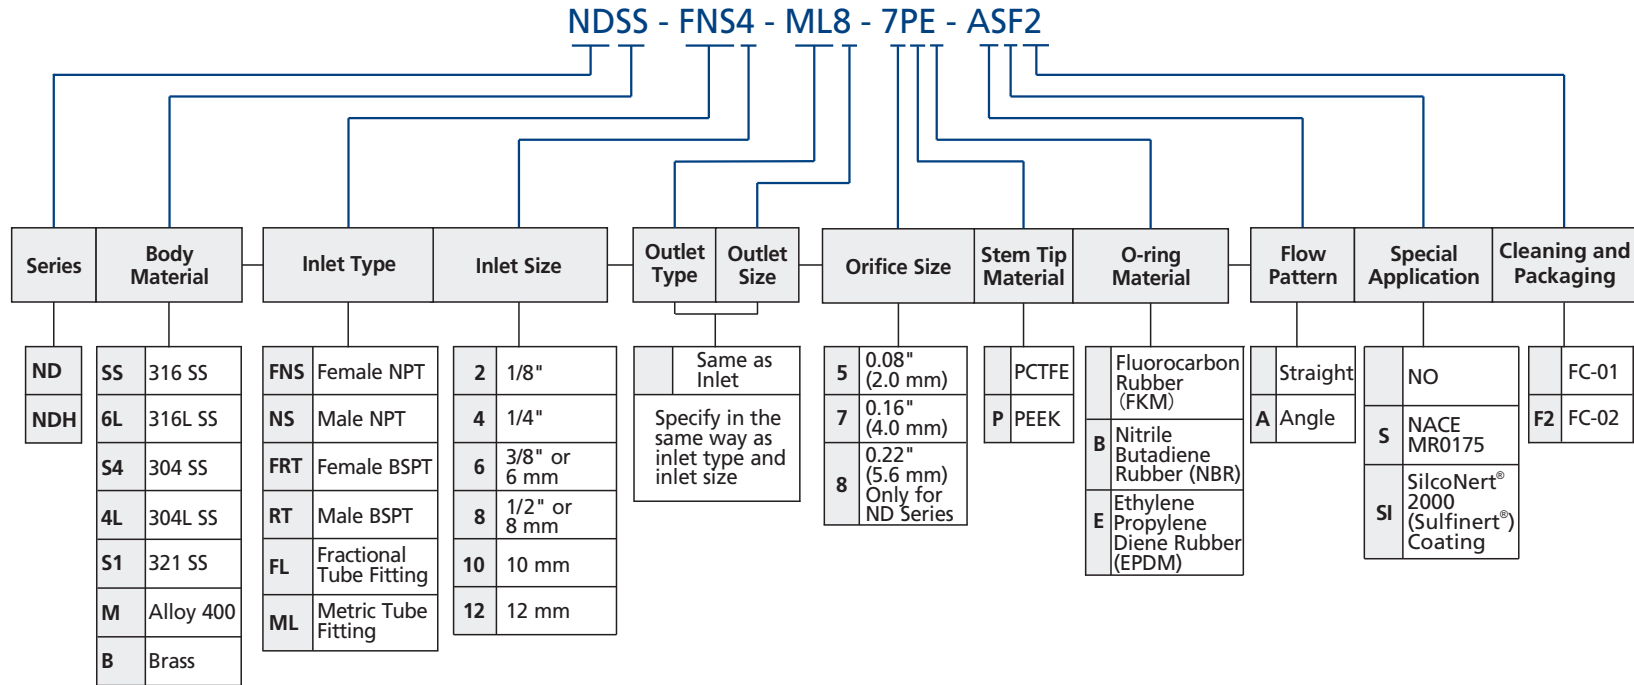 NDSS - FNS4 - ML8 - 7PE - ASF2
Series
Body
Material
Inlet Type
Inlet Size
Outlet
Type
Outlet
Size
Orifice Size
Stem Tip
Material
O-ring
Material
Flow
Pattern
Special
Application
Cleaning and
Packaging
ND
NDH
SS 316 SS
6L 316L SS
S4 304 SS
4L 304L SS
S1 321 SS
M Alloy 400
B Brass
FNS Female NPT
NS Male NPT
FRT Female BSPT
RT Male BSPT
FL Fractional
Tube Fitting
ML Metric Tube
Fitting
2 1/8"
4 1/4"
6 3/8" or
6 mm
8 1/2" or
8 mm
10 10 mm
12 12 mm
Same as
Inlet
Specify in the
same way as
inlet type and
inlet size
5 0.08"
(2.0 mm)
7 0.16"
(4.0 mm)
8 0.22"
(5.6 mm)
Only for
ND Series
PCTFE
P PEEK
Fluorocarbon
Rubber
(FKM)
B Nitrile
Butadiene
Rubber (NBR)
E Ethylene
Propylene
Diene Rubber
(EPDM)
Straight
A Angle
NO
S NACE
MR0175
SI SilcoNert®
2000
(Sulfinert®)
Coating
FC-01
F2 FC-02